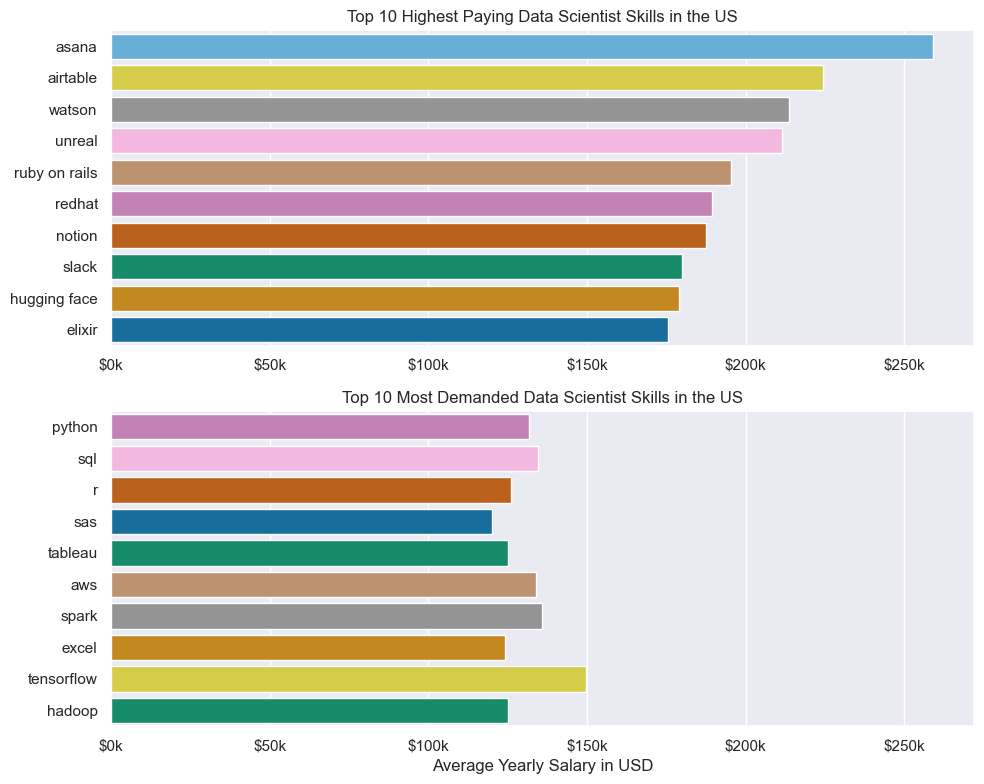 Top 10 Highest Paying Data Scientist Skills in the US
asana
airtable
watson
unreal
ruby on rails
redhat
notion
slack
hugging face
elixir
$0k $50k $100k $150k $200k $250k
Top 10 Most Demanded Data Scientist Skills in the US
python
sql
r
sas
tableau
aws
spark
excel
tensorflow
hadoop
$0k $50k $100k $150k $200k $250k
Average Yearly Salary in USD